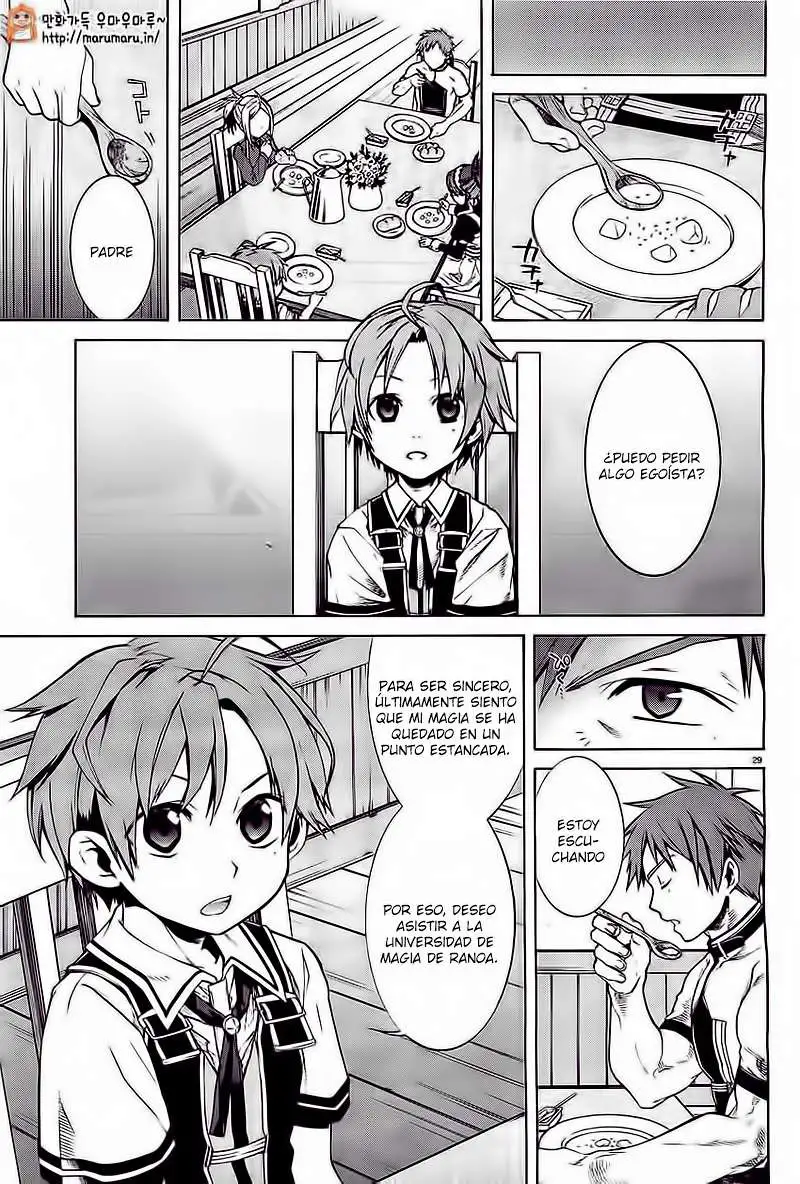 만화가득 우마우마루~
http://marumaru.in/
コト
PADRE
¿PUEDO PEDIR
ALGO EGOÍSTA?
29
ESTOY
ESCU-
CHANDO
PARA SER SINCERO,
ÚLTIMAMENTE SIENTO
QUE MI MAGIA SE HA
QUEDADO EN UN
PUNTO ESTANCADA.
POR ESO, DESEO
ASISTIR A LA
UNIVERSIDAD DE
MAGIA DE RANOA.